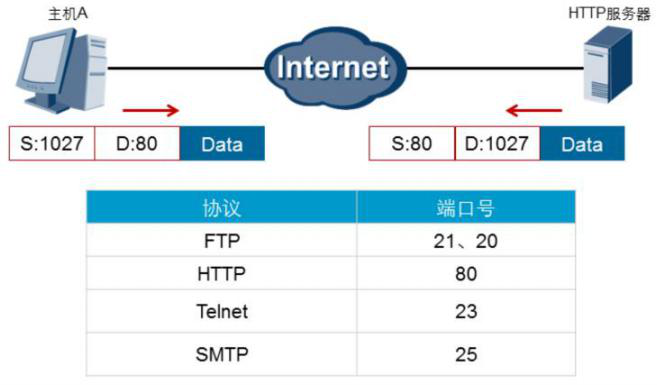 主机A
HTTP服务器
Internet
S:1027 D:80 Data
S:80 D:1027 Data
协议 端口号
FTP 21、20
HTTP 80
Telnet 23
SMTP 25